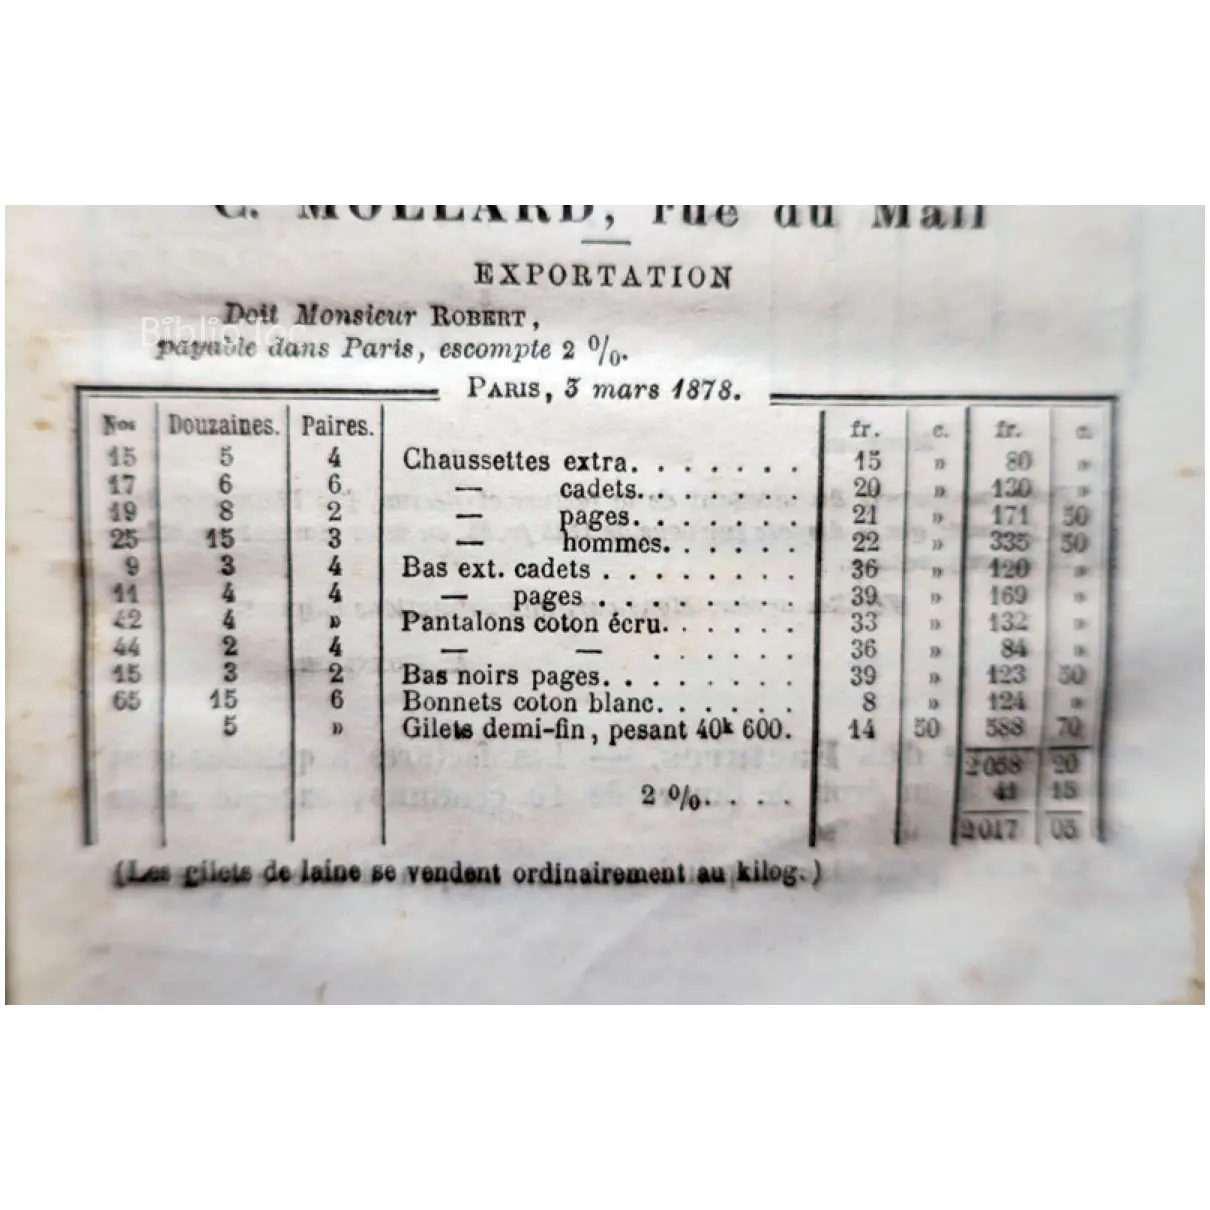 C. MOLLARD, rue du Mail
EXPORTATION
Doit Monsieur ROBERT,
payable dans Paris, escompte 2 %.
PARIS, 3 mars 1878.
Nos Douzaines. Paires. fr. c. fr. c.
15 5 4 Chaussettes extra. . . . . . . 15 » 80 »
17 6 6 — cadets. . . . . . . 20 » 130 »
19 8 2 — pages. . . . . . . 21 » 171 50
25 15 3 — hommes. . . . . . 22 » 335 50
9 3 4 Bas ext. cadets . . . . . . . . 36 » 120 »
11 4 4 — pages . . . . . . . . 39 » 169 »
42 4 » Pantalons coton écru. . . . . . 33 » 132 »
44 2 4 — — . . . . . . 36 » 84 »
15 3 2 Bas noirs pages. . . . . . . . 39 » 123 50
65 15 6 Bonnets coton blanc. . . . . . 8 » 124 »
5 » Gilets demi-fin, pesant 40k 600. 14 50 588 70
2 058 20
2 %. . . . 41 15
2 017 05
(Les gilets de laine se vendent ordinairement au kilog.)